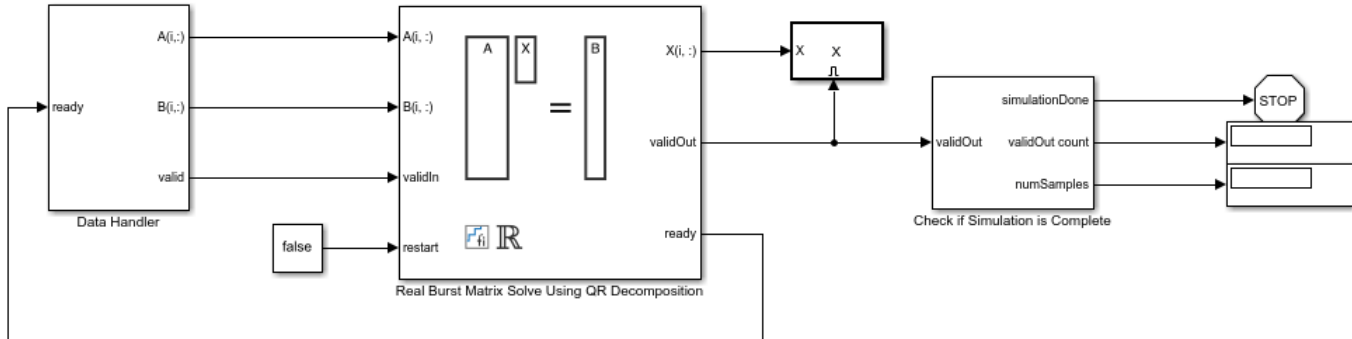 A(i,:)
B(i,:)
ready
valid
Data Handler
false
A(i, :)
B(i, :)
validIn
restart
A
X
=
B
fi
ℝ
X(i, :)
validOut
ready
Real Burst Matrix Solve Using QR Decomposition
X
X
validOut
simulationDone
validOut count
numSamples
Check if Simulation is Complete
STOP